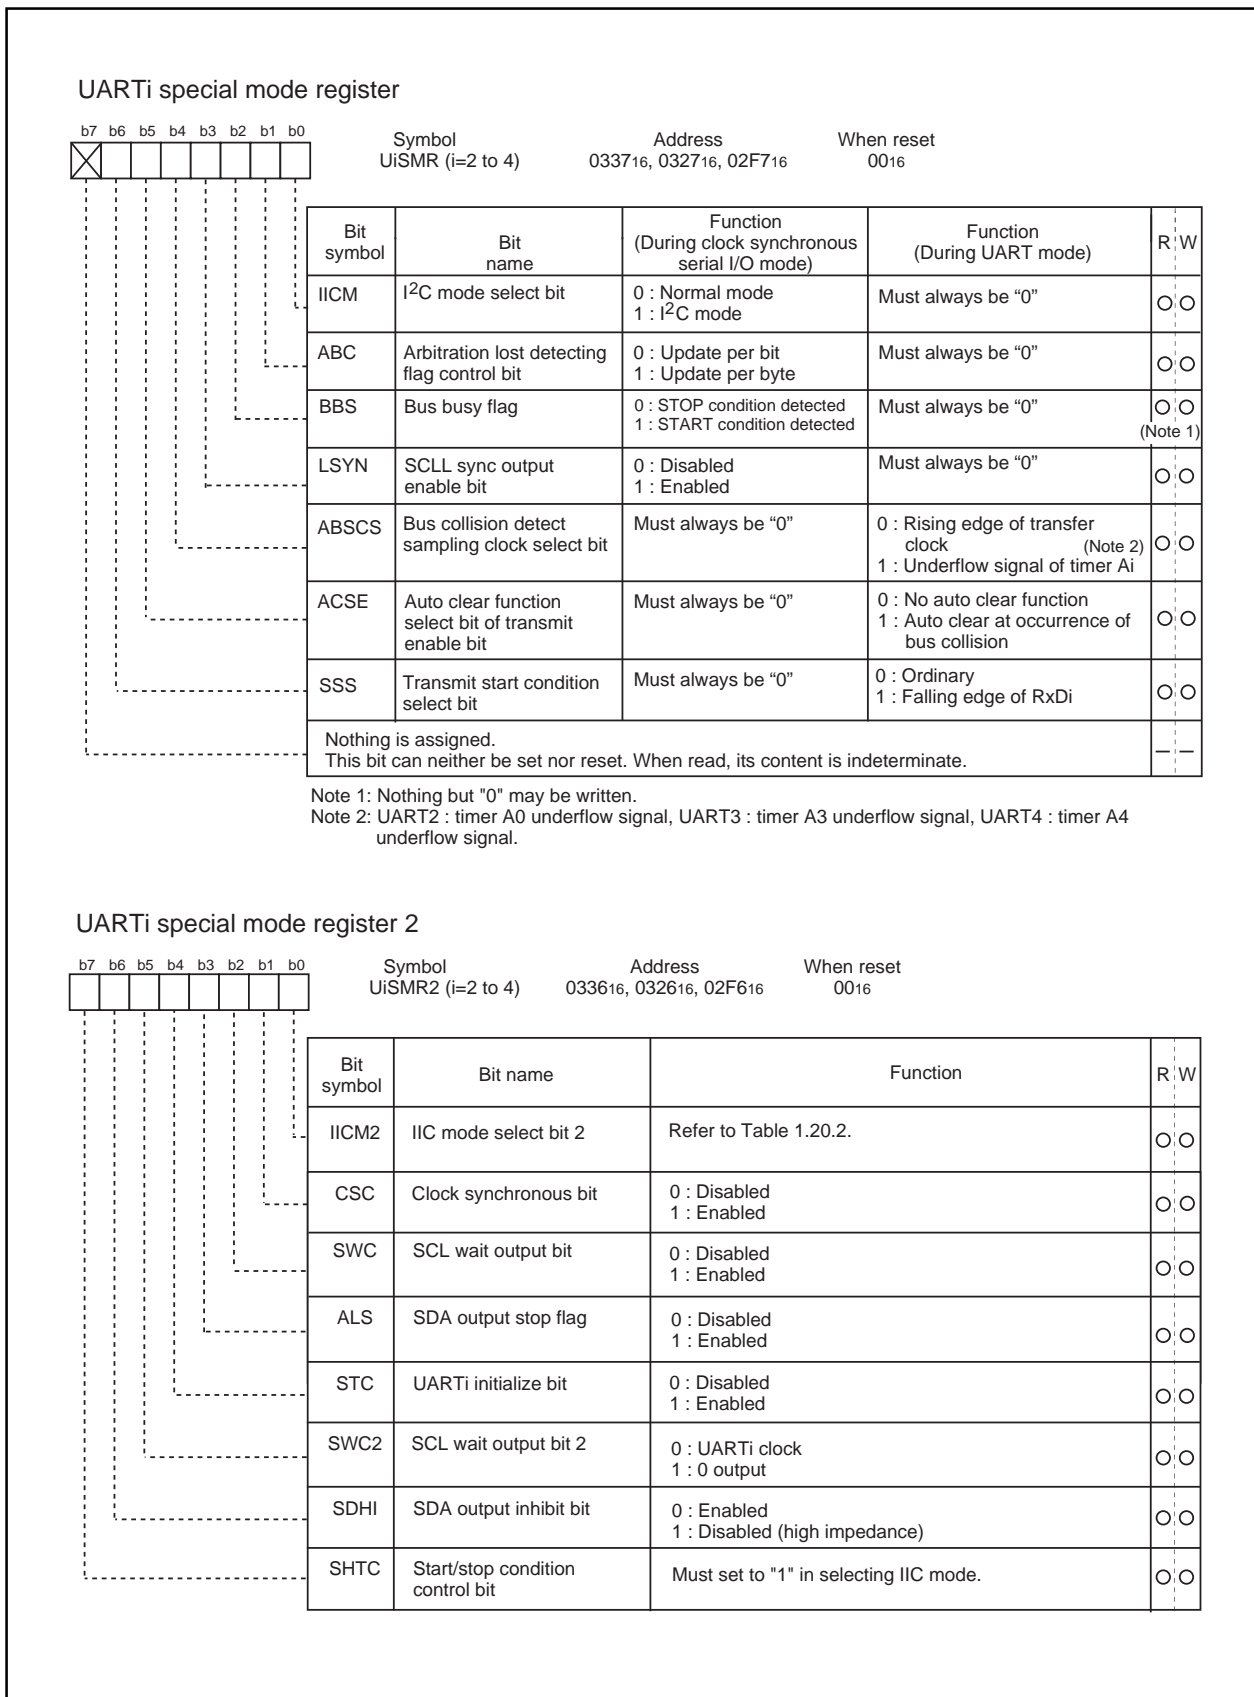 UARTi special mode register
b7 b6 b5 b4 b3 b2 b1 b0
Symbol Address When reset
UiSMR (i=2 to 4) 033716, 032716, 02F716 0016
Bit symbol Bit name Function (During clock synchronous serial I/O mode) Function (During UART mode) R W
IICM I2C mode select bit 0 : Normal mode Must always be “0”
1 : I2C mode
ABC Arbitration lost detecting 0 : Update per bit Must always be “0”
flag control bit 1 : Update per byte
BBS Bus busy flag 0 : STOP condition detected Must always be “0”
1 : START condition detected (Note 1)
LSYN SCLL sync output 0 : Disabled Must always be “0”
enable bit 1 : Enabled
ABSCS Bus collision detect Must always be “0” 0 : Rising edge of transfer
sampling clock select bit clock (Note 2)
1 : Underflow signal of timer Ai
ACSE Auto clear function Must always be “0” 0 : No auto clear function
select bit of transmit 1 : Auto clear at occurrence of
enable bit bus collision
SSS Transmit start condition Must always be “0” 0 : Ordinary
select bit 1 : Falling edge of RxDi
Nothing is assigned.
This bit can neither be set nor reset. When read, its content is indeterminate. — —
Note 1: Nothing but "0" may be written.
Note 2: UART2 : timer A0 underflow signal, UART3 : timer A3 underflow signal, UART4 : timer A4
underflow signal.
UARTi special mode register 2
b7 b6 b5 b4 b3 b2 b1 b0
Symbol Address When reset
UiSMR2 (i=2 to 4) 033616, 032616, 02F616 0016
Bit symbol Bit name Function R W
IICM2 IIC mode select bit 2 Refer to Table 1.20.2.
CSC Clock synchronous bit 0 : Disabled
1 : Enabled
SWC SCL wait output bit 0 : Disabled
1 : Enabled
ALS SDA output stop flag 0 : Disabled
1 : Enabled
STC UARTi initialize bit 0 : Disabled
1 : Enabled
SWC2 SCL wait output bit 2 0 : UARTi clock
1 : 0 output
SDHI SDA output inhibit bit 0 : Enabled
1 : Disabled (high impedance)
SHTC Start/stop condition Must set to "1" in selecting IIC mode.
control bit